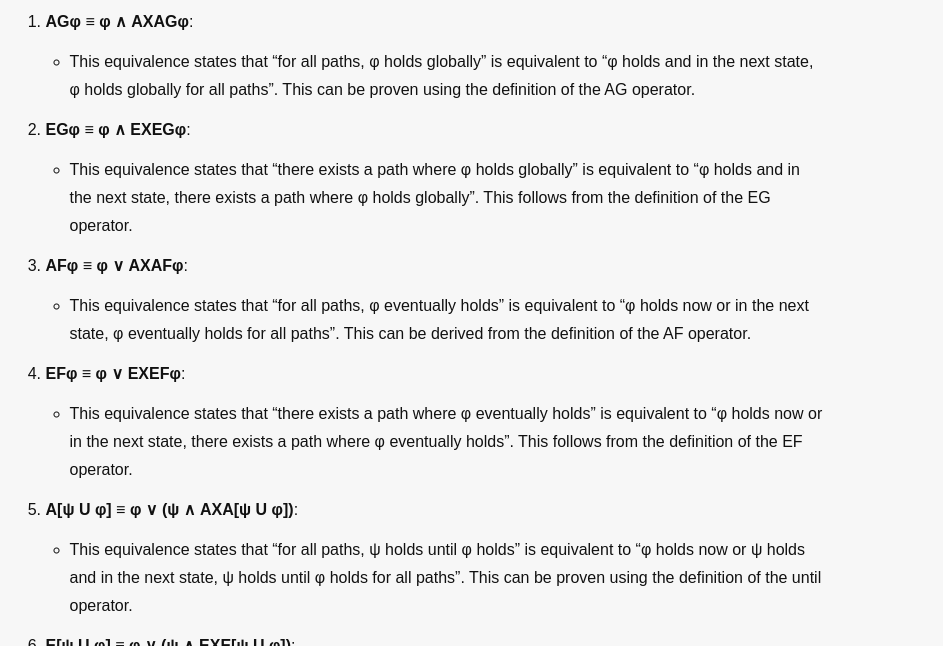 1. AGφ ≡ φ ∧ AXAGφ:
◦ This equivalence states that “for all paths, φ holds globally” is equivalent to “φ holds and in the next state,
φ holds globally for all paths”. This can be proven using the definition of the AG operator.
2. EGφ ≡ φ ∧ EXEGφ:
◦ This equivalence states that “there exists a path where φ holds globally” is equivalent to “φ holds and in
the next state, there exists a path where φ holds globally”. This follows from the definition of the EG
operator.
3. AFφ ≡ φ ∨ AXAFφ:
◦ This equivalence states that “for all paths, φ eventually holds” is equivalent to “φ holds now or in the next
state, φ eventually holds for all paths”. This can be derived from the definition of the AF operator.
4. EFφ ≡ φ ∨ EXEFφ:
◦ This equivalence states that “there exists a path where φ eventually holds” is equivalent to “φ holds now or
in the next state, there exists a path where φ eventually holds”. This follows from the definition of the EF
operator.
5. A[ψ U φ] ≡ φ ∨ (ψ ∧ AXA[ψ U φ]):
◦ This equivalence states that “for all paths, ψ holds until φ holds” is equivalent to “φ holds now or ψ holds
and in the next state, ψ holds until φ holds for all paths”. This can be proven using the definition of the until
operator.
6. E[ψ U φ] ≡ φ ∨ (ψ ∧ EXE[ψ U φ]):